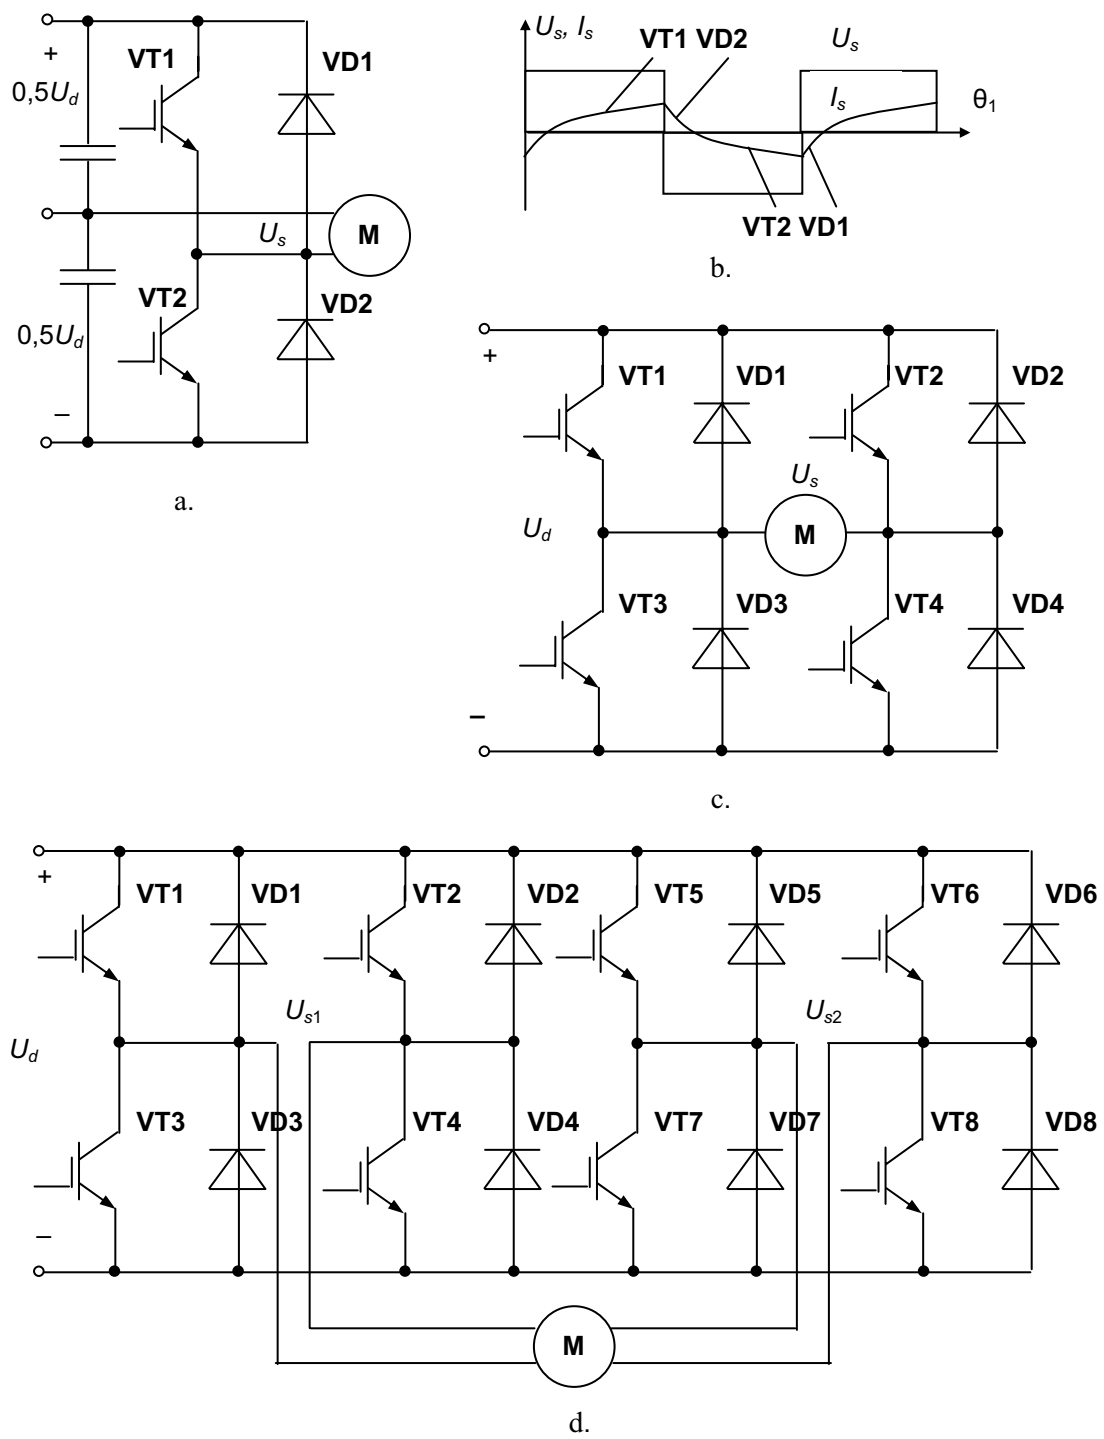 +
VT1
VD1
0,5Ud
Us
M
VT2
VD2
0,5Ud
–
a.
Us, Is
VT1 VD2
Us
Is
θ1
VT2 VD1
b.
+
VT1
VD1
VT2
VD2
Us
Ud
M
VT3
VD3
VT4
VD4
–
c.
+
VT1
VD1
VT2
VD2
VT5
VD5
VT6
VD6
Us1
Us2
Ud
VT3
VD3
VT4
VD4
VT7
VD7
VT8
VD8
–
M
d.